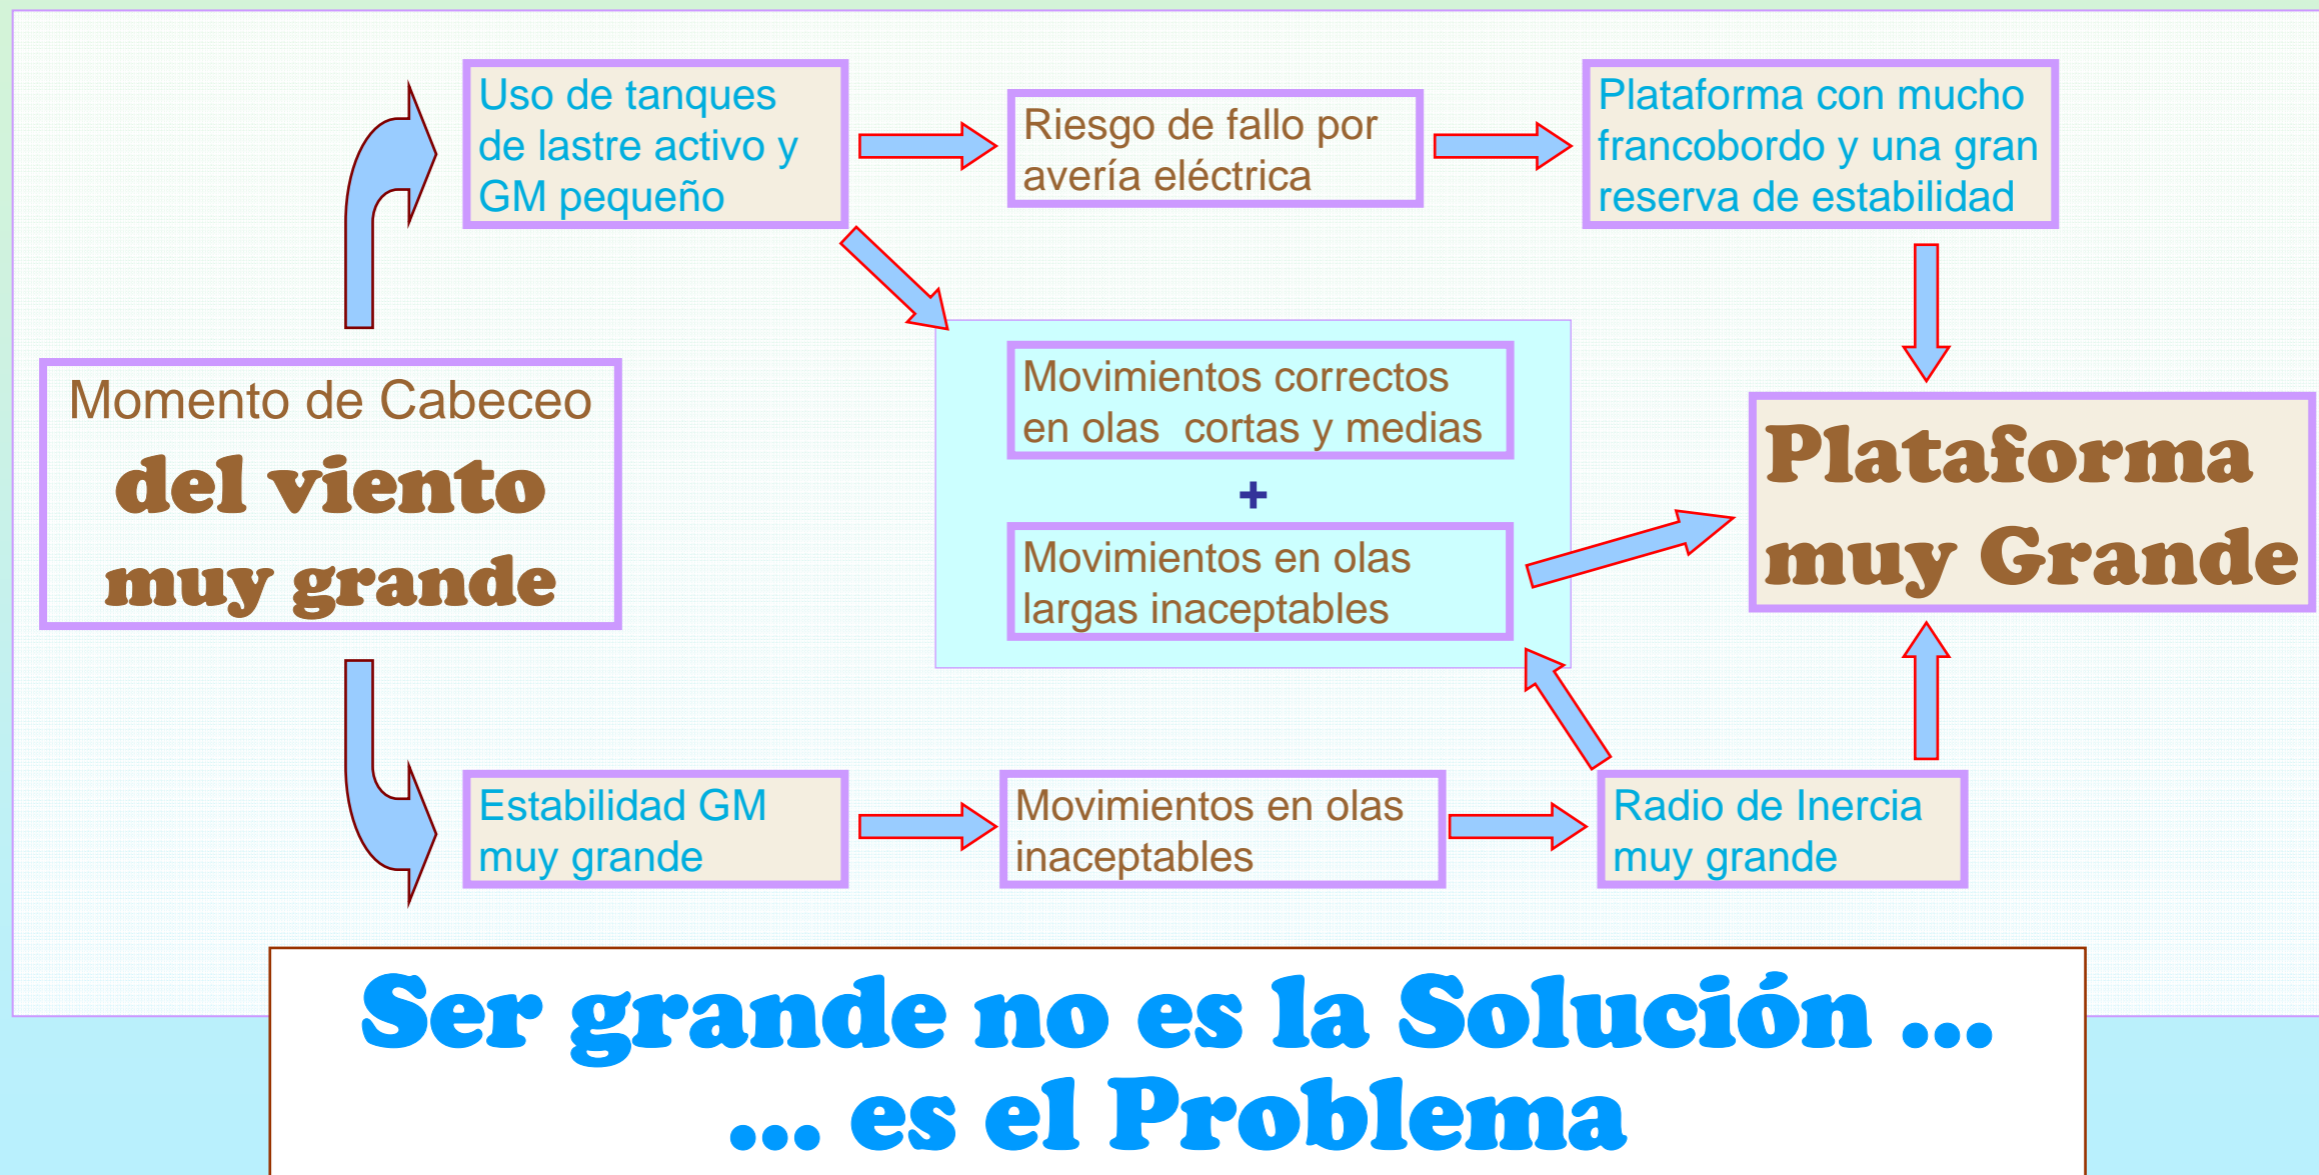 Uso de tanques
de lastre activo y
GM pequeño
Riesgo de fallo por
avería eléctrica
Plataforma con mucho
francobordo y una gran
reserva de estabilidad
Momento de Cabeceo
del viento
muy grande
Movimientos correctos
en olas cortas y medias
+
Movimientos en olas
largas inaceptables
Plataforma
muy Grande
Estabilidad GM
muy grande
Movimientos en olas
inaceptables
Radio de Inercia
muy grande
Ser grande no es la Solución ...
... es el Problema